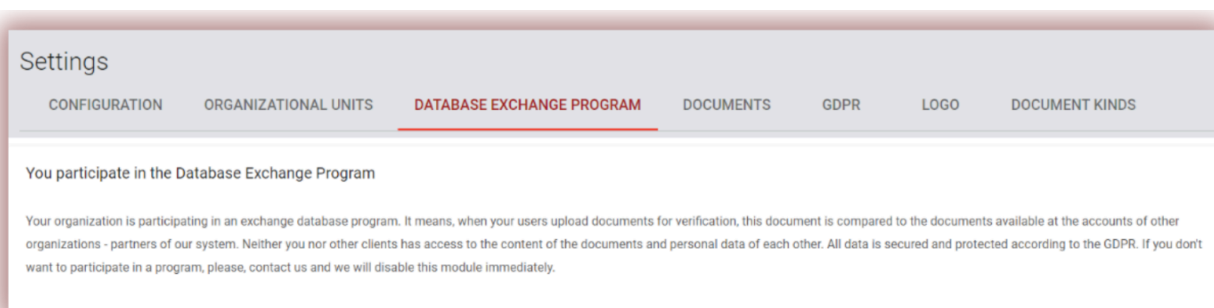 Settings
CONFIGURATION ORGANIZATIONAL UNITS DATABASE EXCHANGE PROGRAM DOCUMENTS GDPR LOGO DOCUMENT KINDS
You participate in the Database Exchange Program
Your organization is participating in an exchange database program. It means, when your users upload documents for verification, this document is compared to the documents available at the accounts of other
organizations - partners of our system. Neither you nor other clients has access to the content of the documents and personal data of each other. All data is secured and protected according to the GDPR. If you don't
want to participate in a program, please, contact us and we will disable this module immediately.